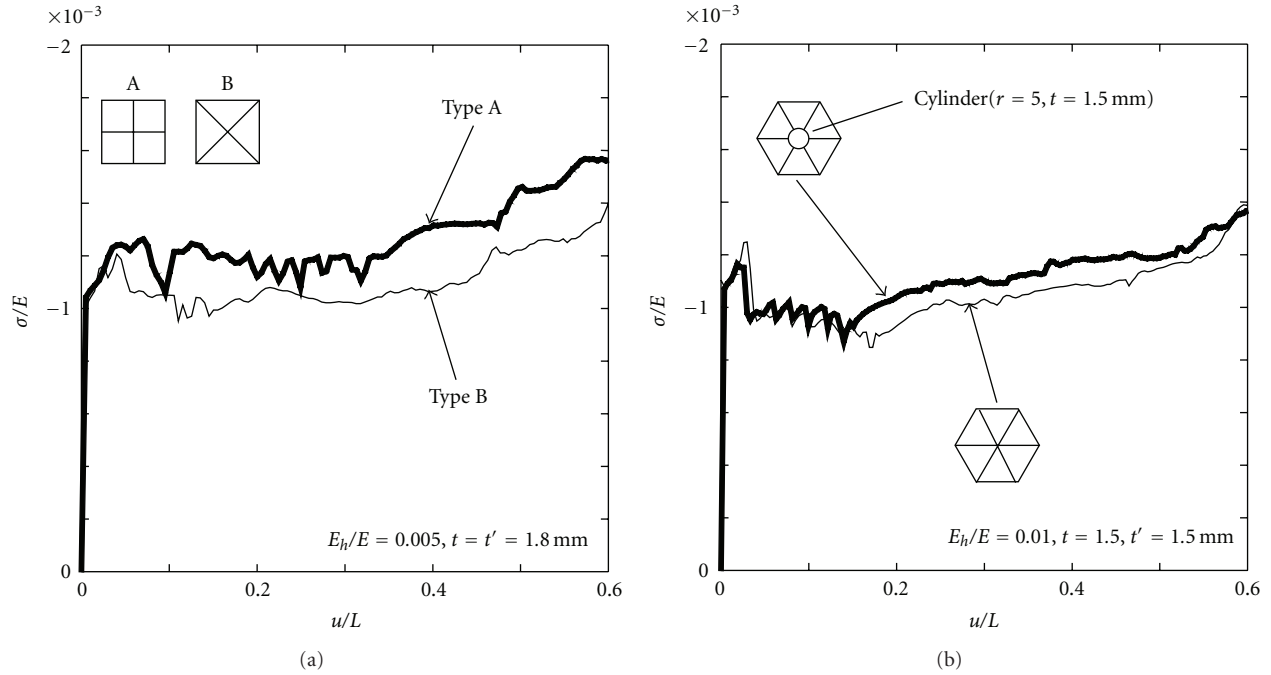 ×10⁻³
−2
A B
Type A
σ/E
−1
Type B
E_h/E = 0.005, t = t′ = 1.8 mm
0
0 0.2 0.4 0.6
u/L
(a)
×10⁻³
−2
Cylinder(r = 5, t = 1.5 mm)
σ/E
−1
E_h/E = 0.01, t = 1.5, t′ = 1.5 mm
0
0 0.2 0.4 0.6
u/L
(b)